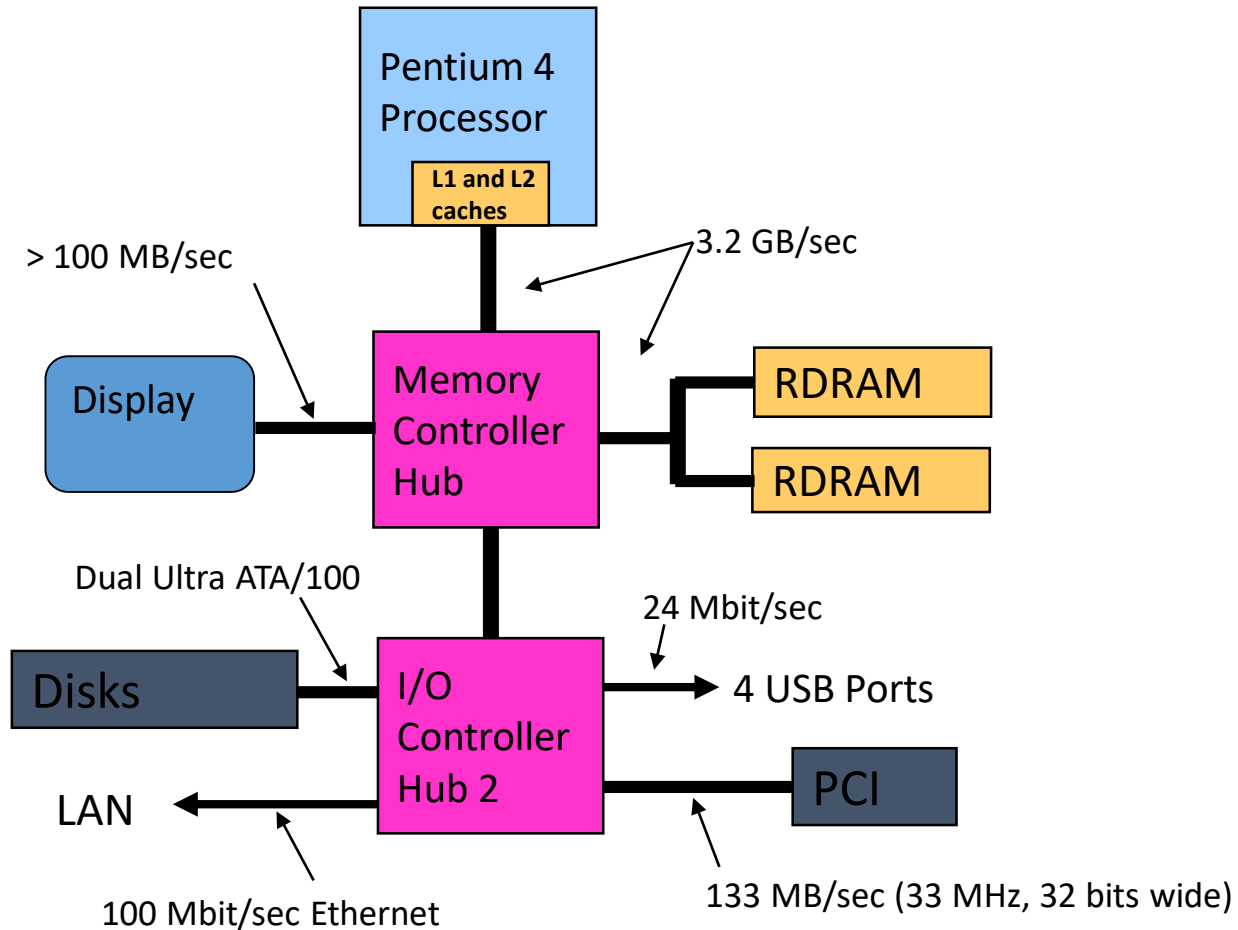 Pentium 4
Processor
L1 and L2
caches
> 100 MB/sec
3.2 GB/sec
Display
Memory
Controller
Hub
RDRAM
RDRAM
Dual Ultra ATA/100
24 Mbit/sec
Disks
I/O
Controller
Hub 2
4 USB Ports
LAN
PCI
100 Mbit/sec Ethernet
133 MB/sec (33 MHz, 32 bits wide)